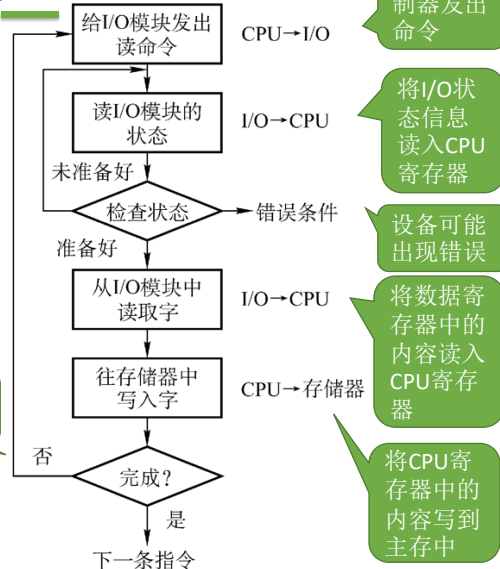 给I/O模块发出
读命令
CPU→I/O
制器发出
命令
读I/O模块的
状态
I/O→CPU
将I/O状
态信息
读入CPU
寄存器
未准备好
检查状态
错误条件
设备可能
出现错误
准备好
从I/O模块中
读取字
I/O→CPU
将数据寄
存器中的
内容读入
CPU寄存
器
往存储器中
写入字
CPU→存储器
否
完成?
将CPU寄
存器中的
内容写到
主存中
是
下一条指令